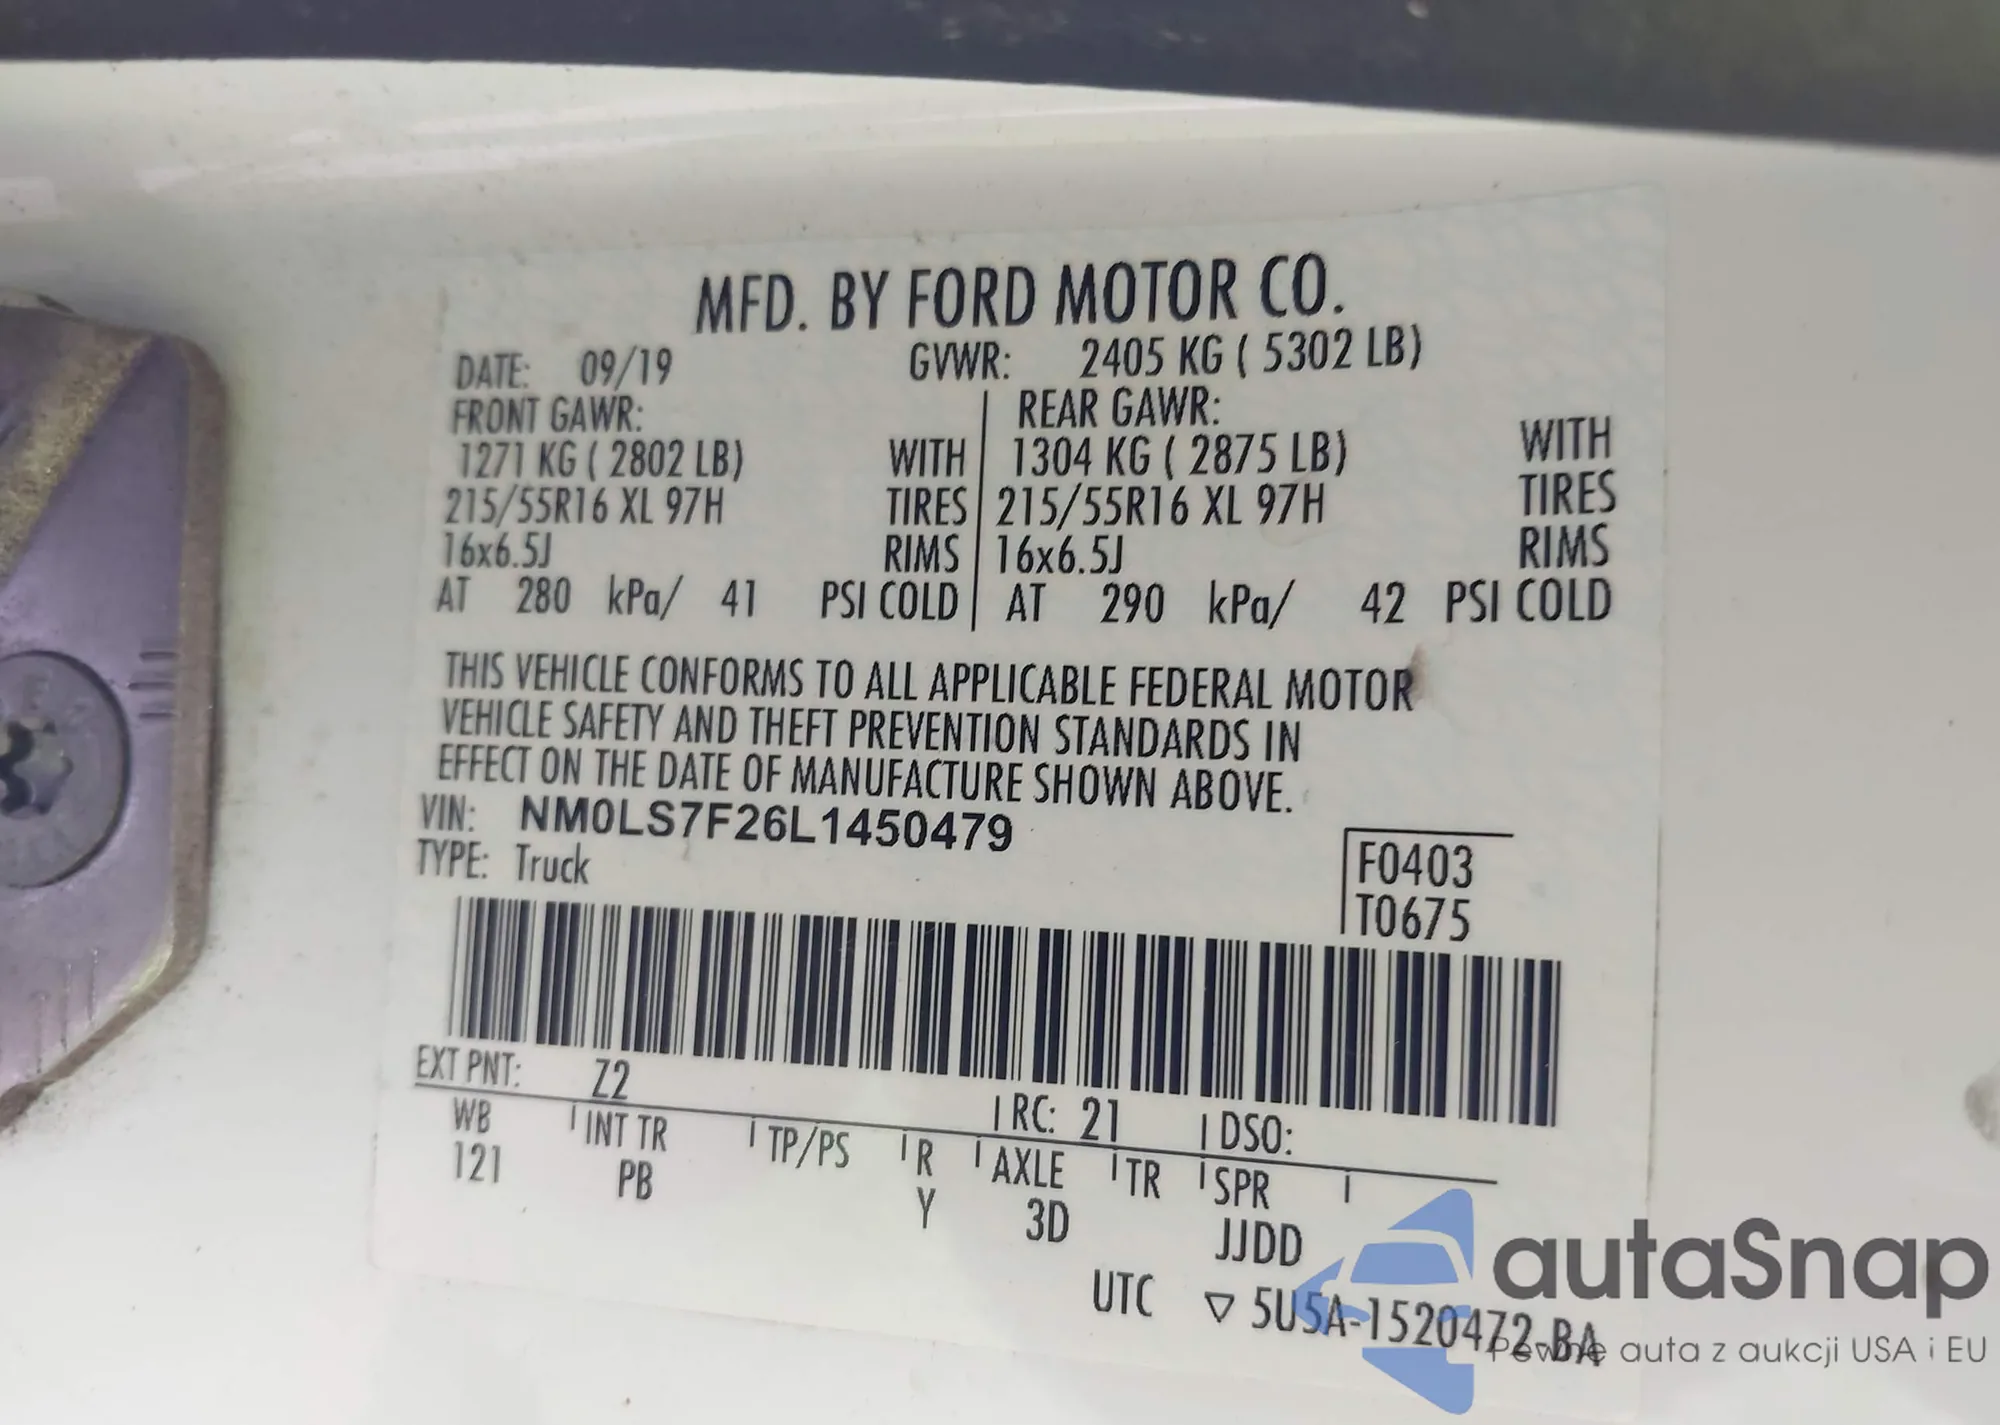 MFD. BY FORD MOTOR CO.
DATE: 09/19 GVWR: 2405 KG ( 5302 LB)
FRONT GAWR: REAR GAWR:
1271 KG ( 2802 LB) WITH 1304 KG ( 2875 LB) WITH
215/55R16 XL 97H TIRES 215/55R16 XL 97H TIRES
16x6.5J RIMS 16x6.5J RIMS
AT 280 kPa/ 41 PSI COLD AT 290 kPa/ 42 PSI COLD
THIS VEHICLE CONFORMS TO ALL APPLICABLE FEDERAL MOTOR
VEHICLE SAFETY AND THEFT PREVENTION STANDARDS IN
EFFECT ON THE DATE OF MANUFACTURE SHOWN ABOVE.
VIN: NM0LS7F26L1450479
TYPE: Truck
F0403
T0675
EXT PNT: Z2 RC: 21 DSO:
WB INT TR TP/PS R AXLE TR SPR
121 PB Y 3D JJDD
UTC ▽ 5U5A-1520472-BA
autaSnap
Pewne auta z aukcji USA i EU